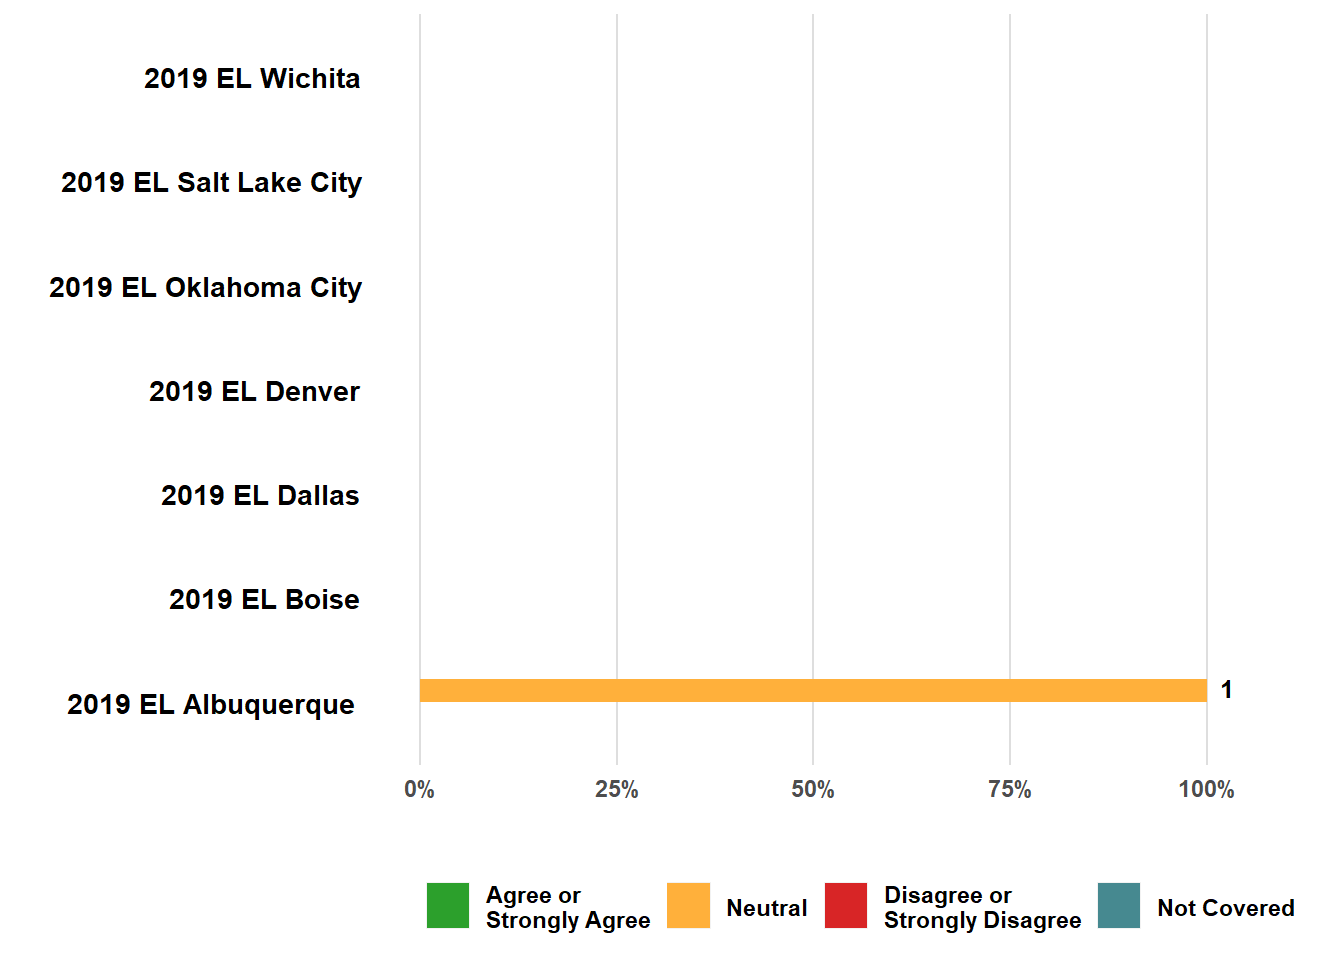 2019 EL Wichita
2019 EL Salt Lake City
2019 EL Oklahoma City
2019 EL Denver
2019 EL Dallas
2019 EL Boise
2019 EL Albuquerque
1
0%
25%
50%
75%
100%
Agree or
Strongly Agree
Neutral
Disagree or
Strongly Disagree
Not Covered